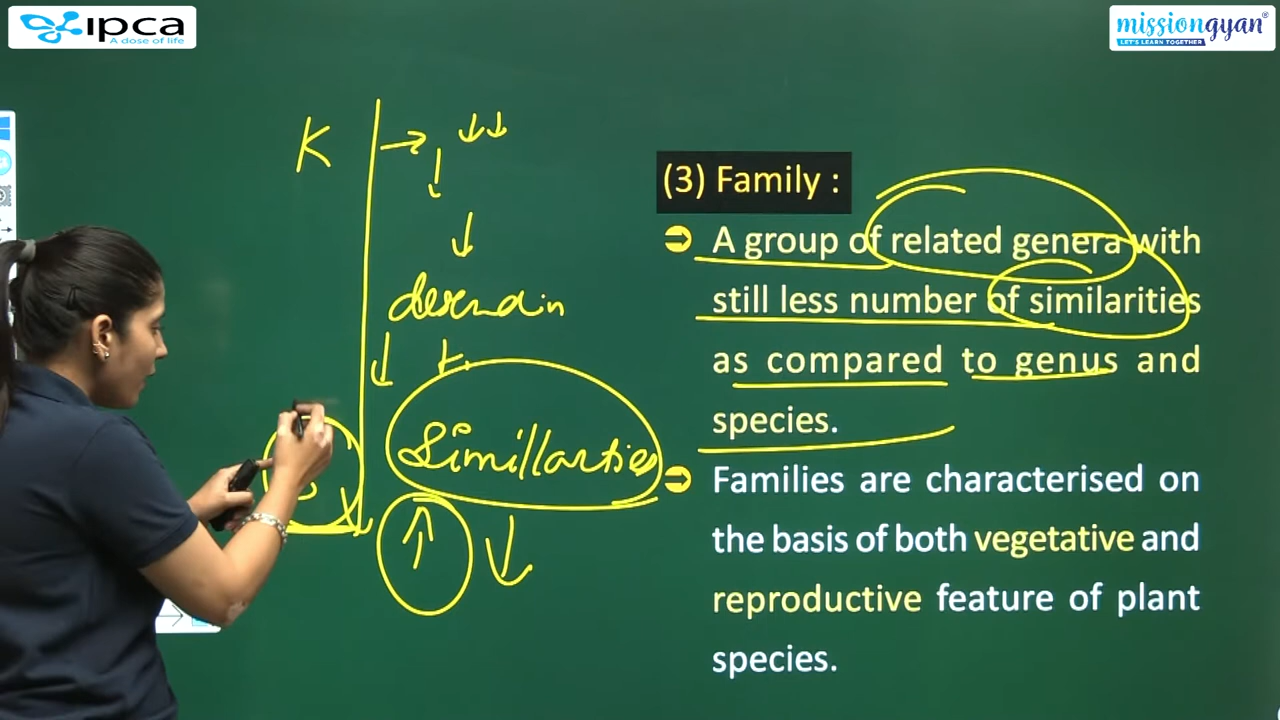 ipca
A dose of life
missiongyan®
LET'S LEARN TOGETHER
K
Simillarties
(3) Family :
A group of related genera with
still less number of similarities
as compared to genus and
species.
Families are characterised on
the basis of both vegetative and
reproductive feature of plant
species.